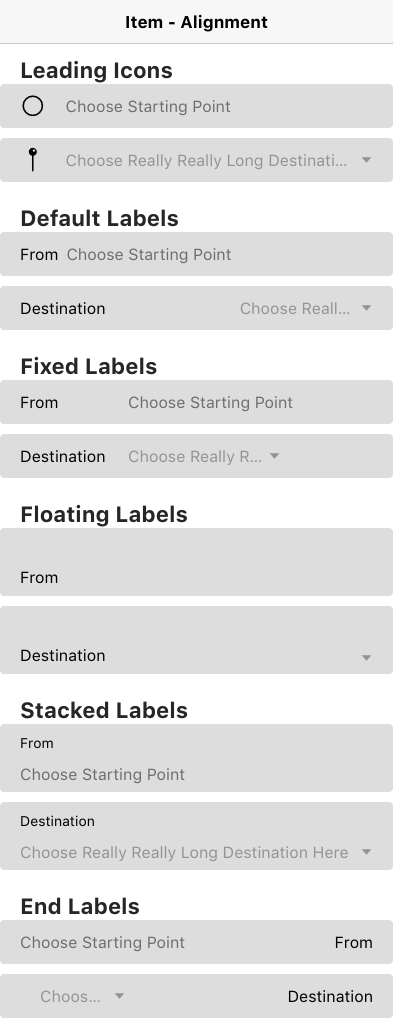 Item - Alignment
Leading Icons
Choose Starting Point
Choose Really Really Long Destinati...
Default Labels
From Choose Starting Point
Destination Choose Reall...
Fixed Labels
From Choose Starting Point
Destination Choose Really R...
Floating Labels
From
Destination
Stacked Labels
From
Choose Starting Point
Destination
Choose Really Really Long Destination Here
End Labels
Choose Starting Point From
Choos... Destination